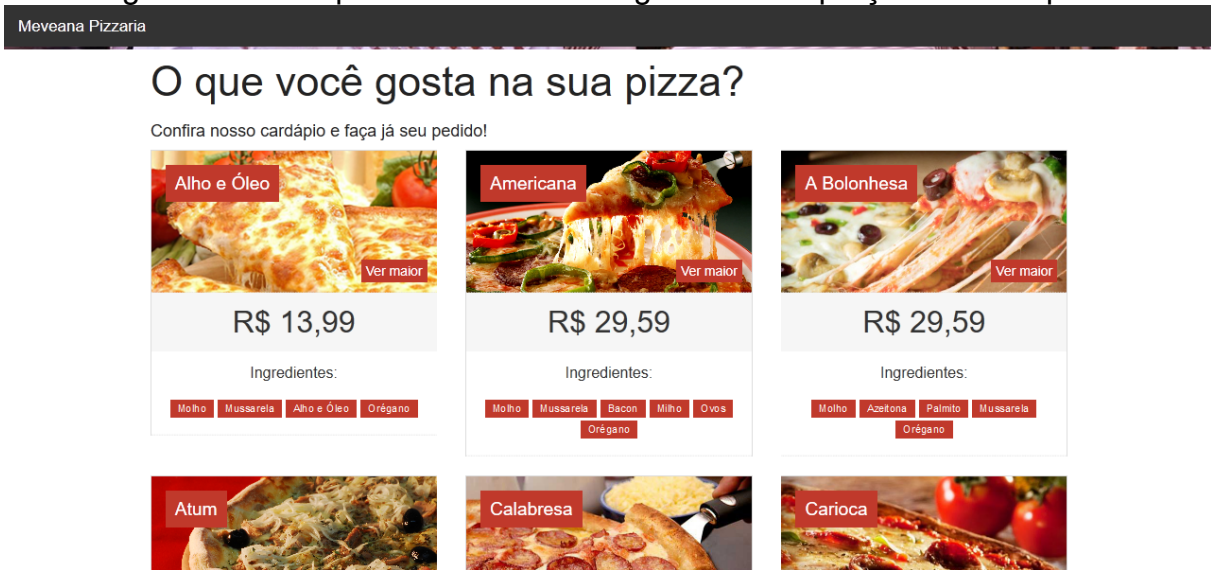 Meveana Pizzaria
O que você gosta na sua pizza?
Confira nosso cardápio e faça já seu pedido!
Alho e Óleo
Ver maior
R$ 13,99
Ingredientes:
Molho Mussarela Alho e Óleo Orégano
Americana
Ver maior
R$ 29,59
Ingredientes:
Molho Mussarela Bacon Milho Ovos
Orégano
A Bolonhesa
Ver maior
R$ 29,59
Ingredientes:
Molho Azeitona Palmito Mussarela
Orégano
Atum
Calabresa
Carioca